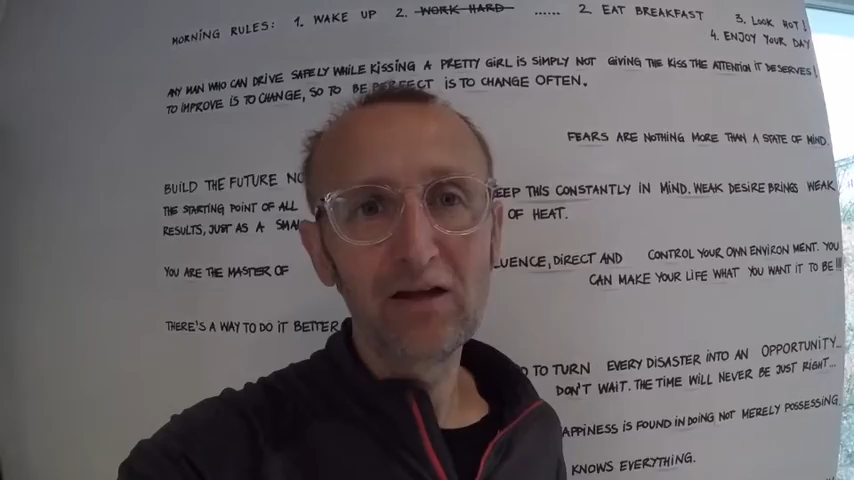 MORNING RULES: 1. WAKE UP 2. WORK HARD ...... 2. EAT BREAKFAST 3. LOOK HOT!
4. ENJOY YOUR DAY
ANY MAN WHO CAN DRIVE SAFELY WHILE KISSING A PRETTY GIRL IS SIMPLY NOT GIVING THE KISS THE ATTENTION IT DESERVES!
TO IMPROVE IS TO CHANGE, SO TO BE PERFECT IS TO CHANGE OFTEN.
FEARS ARE NOTHING MORE THAN A STATE OF MIND.
BUILD THE FUTURE
THE STARTING POINT OF ALL KEEP THIS CONSTANTLY IN MIND. WEAK DESIRE BRINGS WEAK
RESULTS, JUST AS A OF HEAT.
YOU ARE THE MASTER OF DIRECT AND CONTROL YOUR OWN ENVIRONMENT. YOU
CAN MAKE YOUR LIFE WHAT YOU WANT IT TO BE!!!
THERE'S A WAY TO DO IT BETTER
TO TURN EVERY DISASTER INTO AN OPPORTUNITY...
DON'T WAIT. THE TIME WILL NEVER BE JUST RIGHT...
IS FOUND IN DOING NOT MERELY POSSESSING.
KNOWS EVERYTHING.